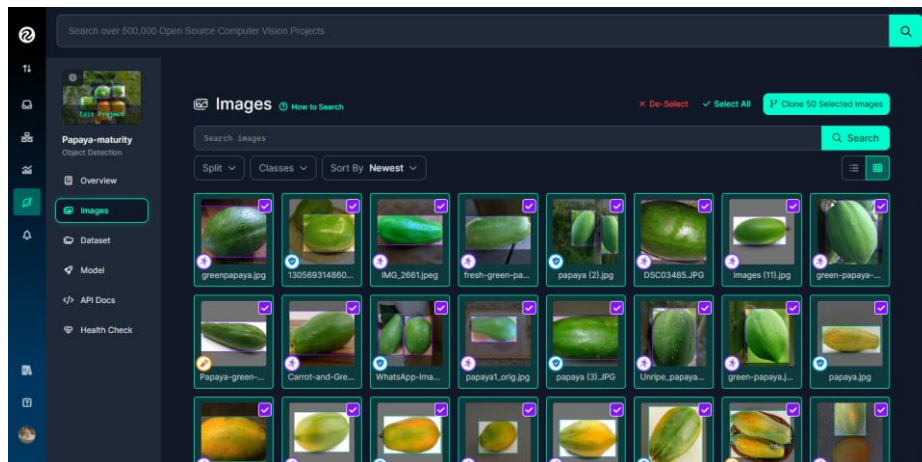 Search over 500,000 Open Source Computer Vision Projects
Edit Project
Papaya-maturity
Object Detection
Overview
Images
Dataset
Model
API Docs
Health Check
Images
How to Search
De-Select
Select All
Clone 50 Selected Images
Search images
Search
Split
Classes
Sort By Newest
greenpapaya.jpg
130569314860...
IMG_2661.jpeg
fresh-green-pa...
papaya (2).jpg
DSC03485.JPG
images (11).jpg
green-papaya-...
Papaya-green-...
Carrot-and-Gre...
WhatsApp-Ima...
papaya1_orig.jpg
papaya (3).JPG
Unripe_papaya...
green-papaya.j...
papaya.jpg